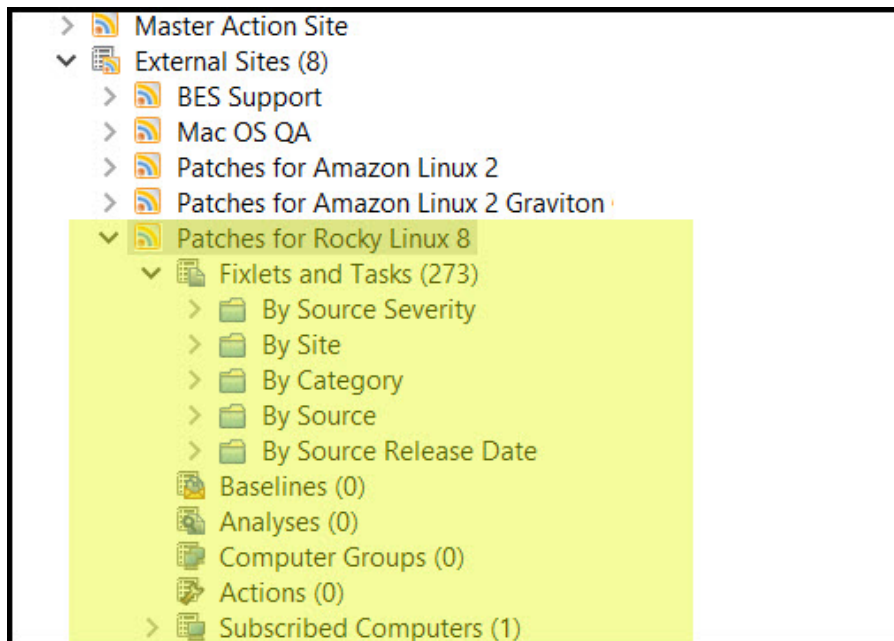 Master Action Site
External Sites (8)
BES Support
Mac OS QA
Patches for Amazon Linux 2
Patches for Amazon Linux 2 Graviton
Patches for Rocky Linux 8
Fixlets and Tasks (273)
By Source Severity
By Site
By Category
By Source
By Source Release Date
Baselines (0)
Analyses (0)
Computer Groups (0)
Actions (0)
Subscribed Computers (1)